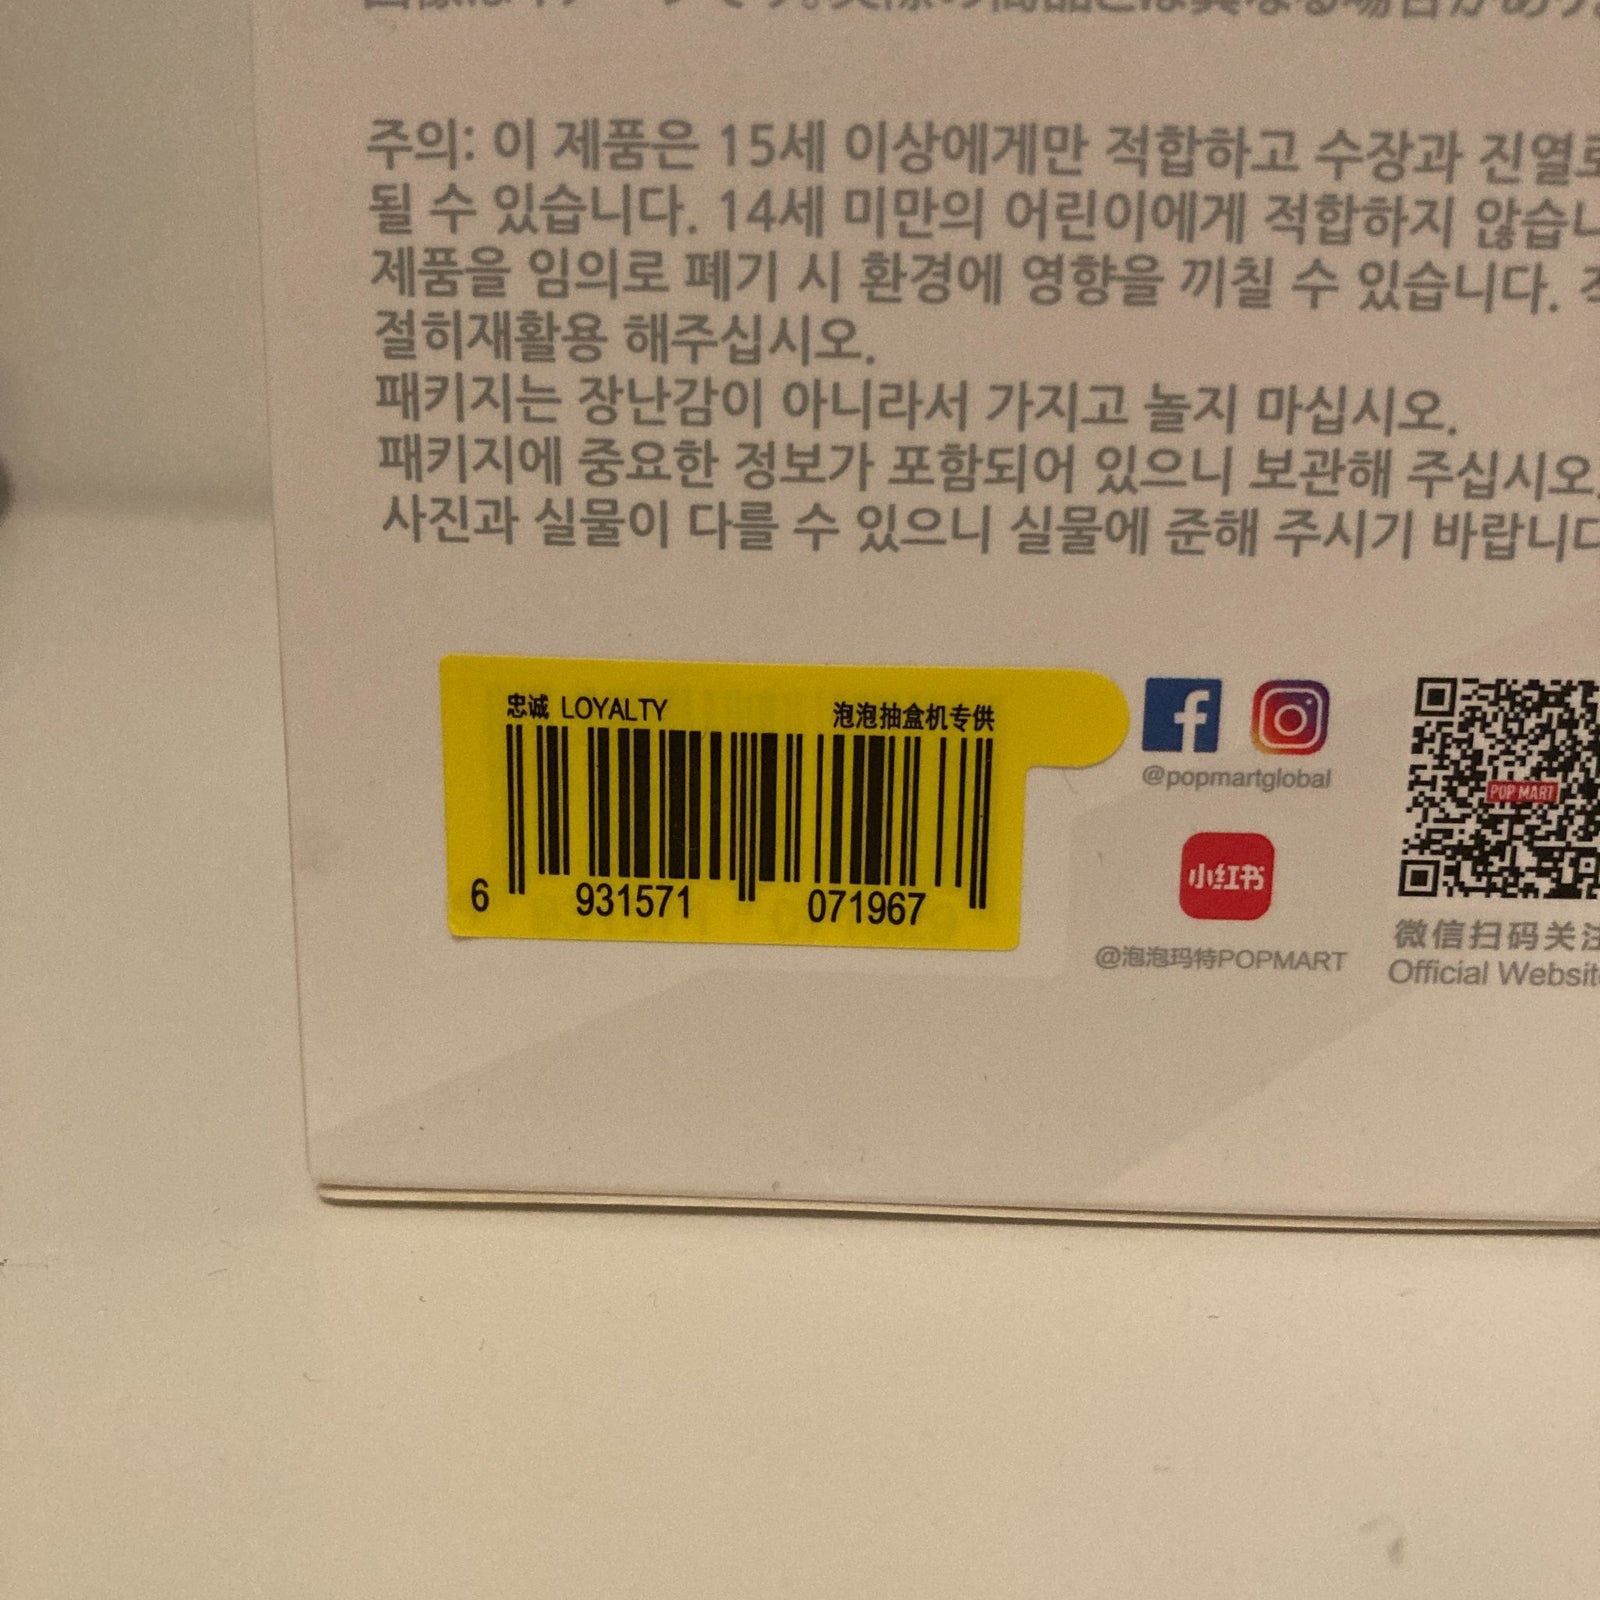 주의: 이 제품은 15세 이상에게만 적합하고 수장과 진열로
될 수 있습니다. 14세 미만의 어린이에게 적합하지 않습니
제품을 임의로 폐기 시 환경에 영향을 끼칠 수 있습니다. 적
절히재활용 해주십시오.
패키지는 장난감이 아니라서 가지고 놀지 마십시오.
패키지에 중요한 정보가 포함되어 있으니 보관해 주십시오.
사진과 실물이 다를 수 있으니 실물에 준해 주시기 바랍니다
忠诚 LOYALTY 泡泡抽盒机专供
6 931571 071967
@popmartglobal
POP MART
小红书
@泡泡玛特POPMART
微信扫码关注
Official Website